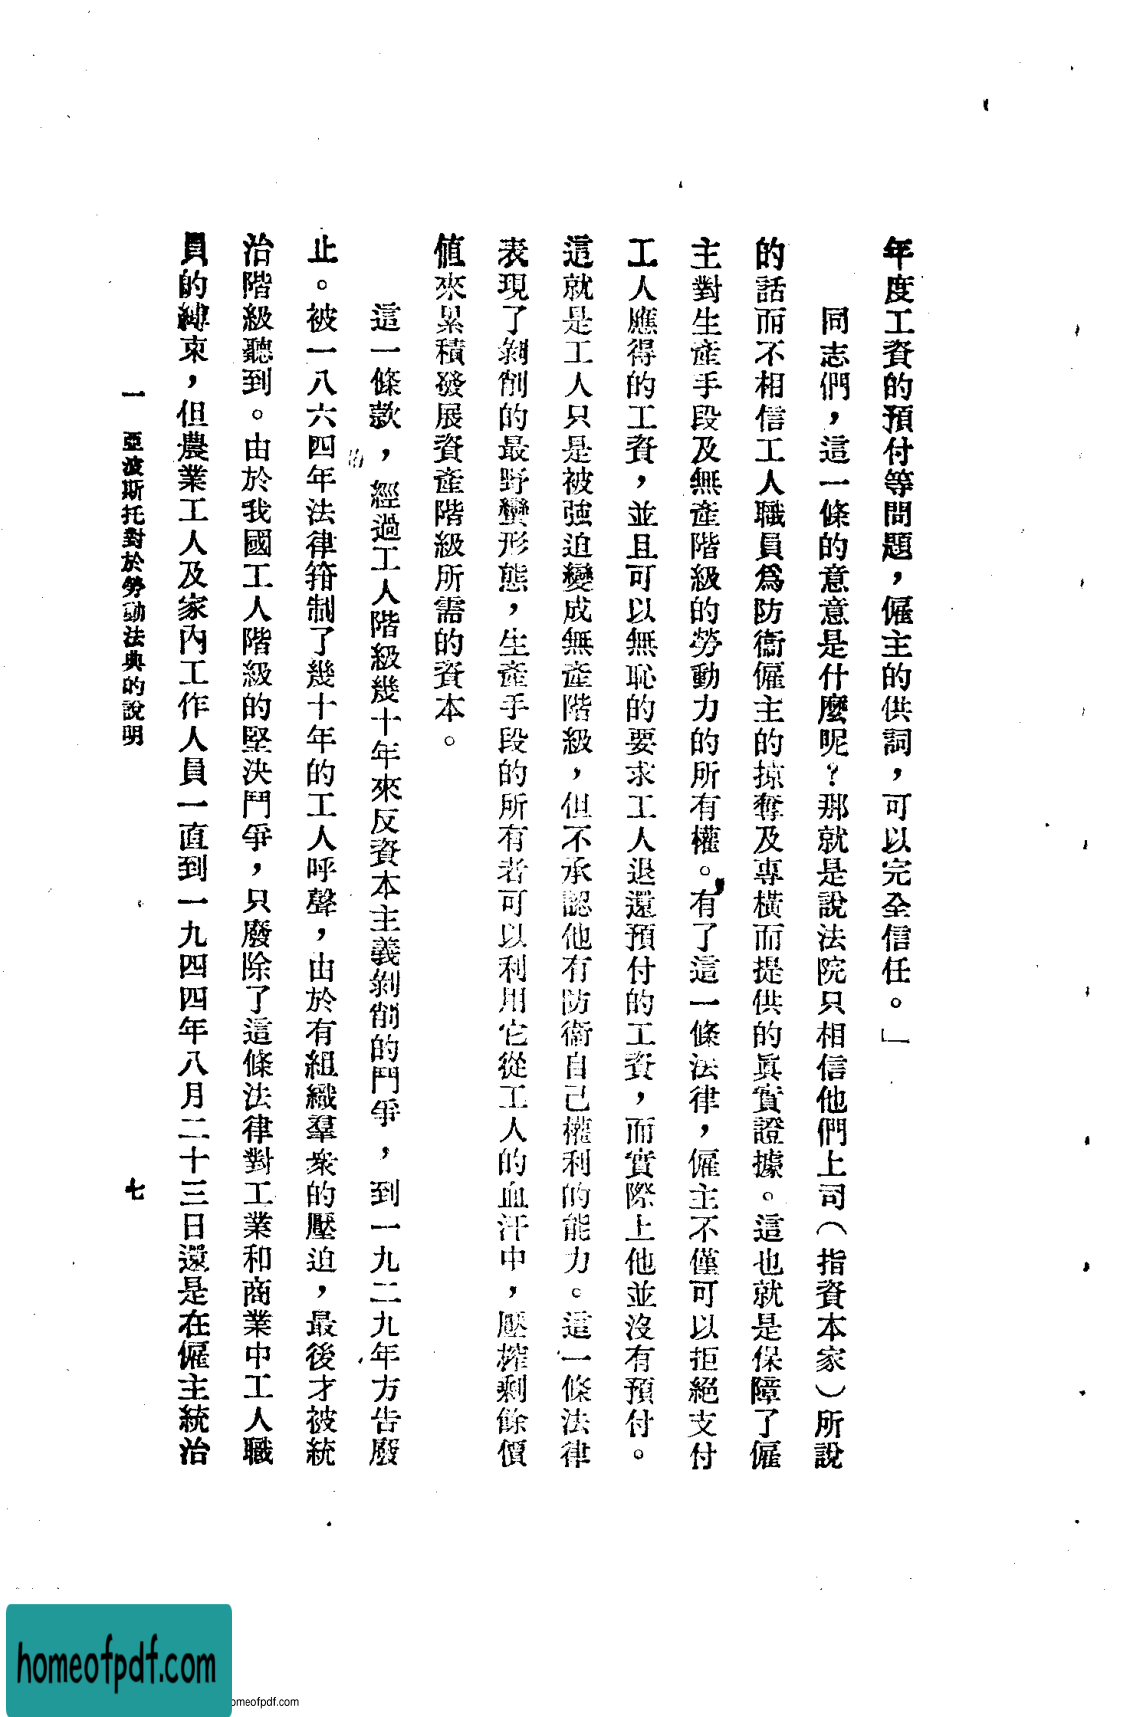 年度工資的預付等問題，僱主的供詞，可以完全信任。」
同志們，這一條的意意是什麼呢？那就是說法院只相信他們上司（指資本家）所說
的話而不相信工人職員爲防衞僱主的掠奪及專橫而提供的眞實證據。這也就是保障了僱
主對生產手段及無產階級的勞動力的所有權。有了這一條法律，僱主不僅可以拒絕支付
工人應得的工資，並且可以無恥的要求工人退還預付的工資，而實際上他並沒有預付。
這就是工人只是被強迫變成無產階級，但不承認他有防衞自己權利的能力。這一條法律
表現了剝削的最野蠻形態，生產手段的所有者可以利用它從工人的血汗中，壓榨剩餘價
值來累積發展資產階級所需的資本。
這一條款，經過工人階級幾十年來反資本主義剝削的鬥爭，到一九二九年方告廢
止。被一八六四年法律箝制了幾十年的工人呼聲，由於有組織羣衆的壓迫，最後才被統
治階級聽到。由於我國工人階級的堅決鬥爭，只廢除了這條法律對工業和商業中工人職
員的縛束，但農業工人及家內工作人員一直到一九四四年八月二十三日還是在僱主統治
一 亞波斯托對於勞動法典的說明
七
homeofpdf.com
omeofpdf.com